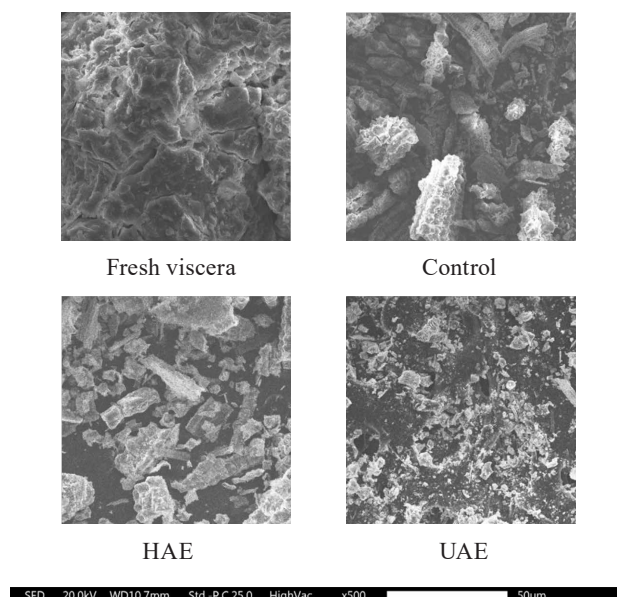 Fresh viscera
Control
HAE
UAE
SED 20.0kV WD10.7mm Std.-P.C.25.0 HighVac. x500 50µm